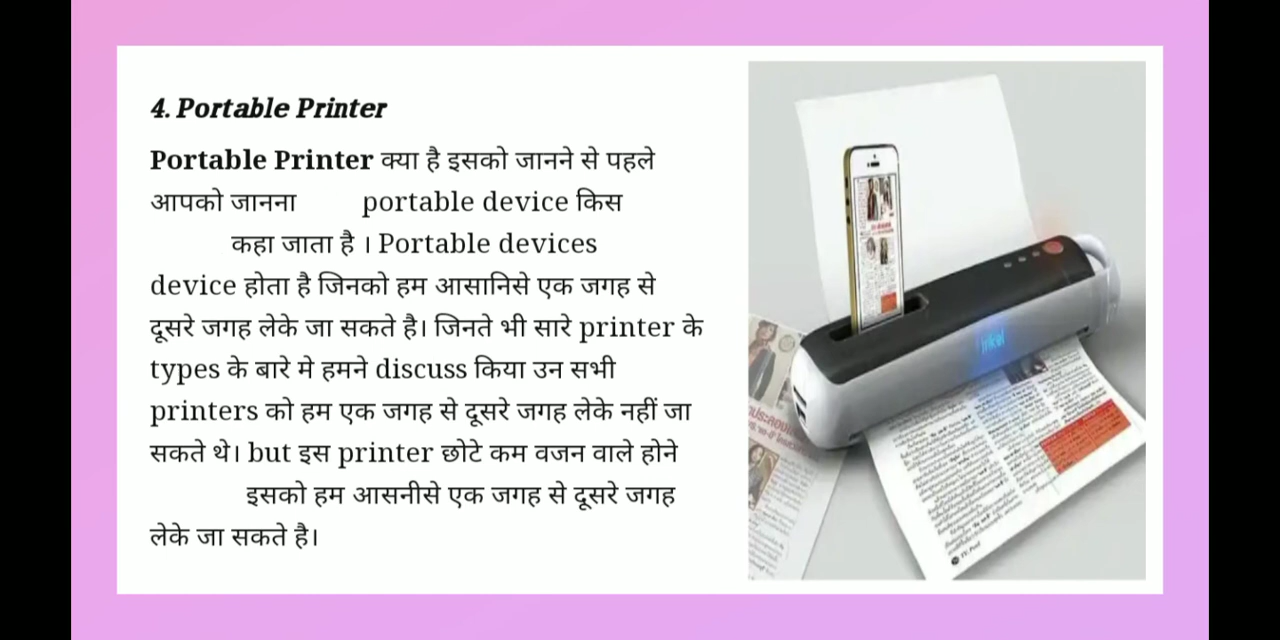 4. Portable Printer
Portable Printer क्या है इसको जानने से पहले
आपको जानना portable device किस
कहा जाता है । Portable devices
device होता है जिनको हम आसानिसे एक जगह से
दूसरे जगह लेके जा सकते है। जिनते भी सारे printer के
types के बारे मे हमने discuss किया उन सभी
printers को हम एक जगह से दूसरे जगह लेके नहीं जा
सकते थे। but इस printer छोटे कम वजन वाले होने
इसको हम आसनीसे एक जगह से दूसरे जगह
लेके जा सकते है।